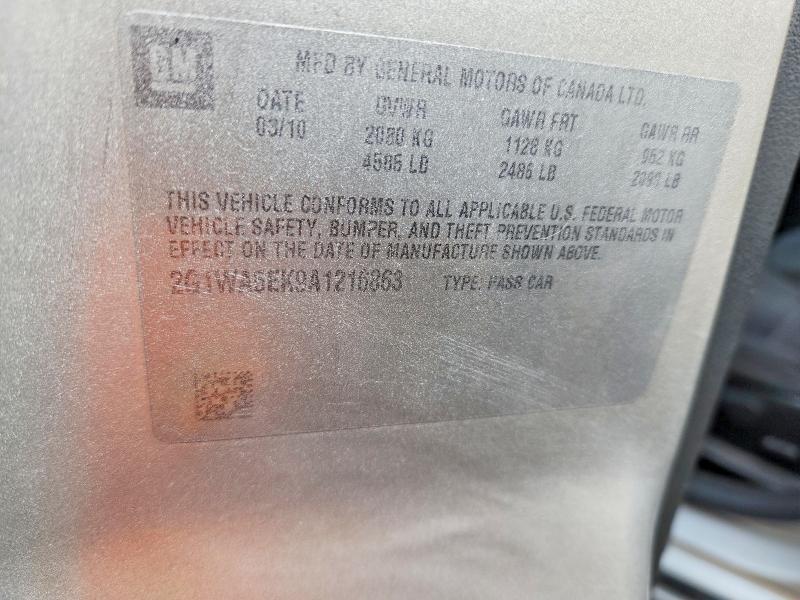 GM
MFD BY GENERAL MOTORS OF CANADA LTD.
DATE GVWR GAWR FRT GAWR RR
03/10 2080 KG 1128 KG 952 KG
4585 LB 2486 LB 2099 LB
THIS VEHICLE CONFORMS TO ALL APPLICABLE U.S. FEDERAL MOTOR
VEHICLE SAFETY, BUMPER, AND THEFT PREVENTION STANDARDS IN
EFFECT ON THE DATE OF MANUFACTURE SHOWN ABOVE.
2G1WA5EK9A1216863 TYPE: PASS CAR